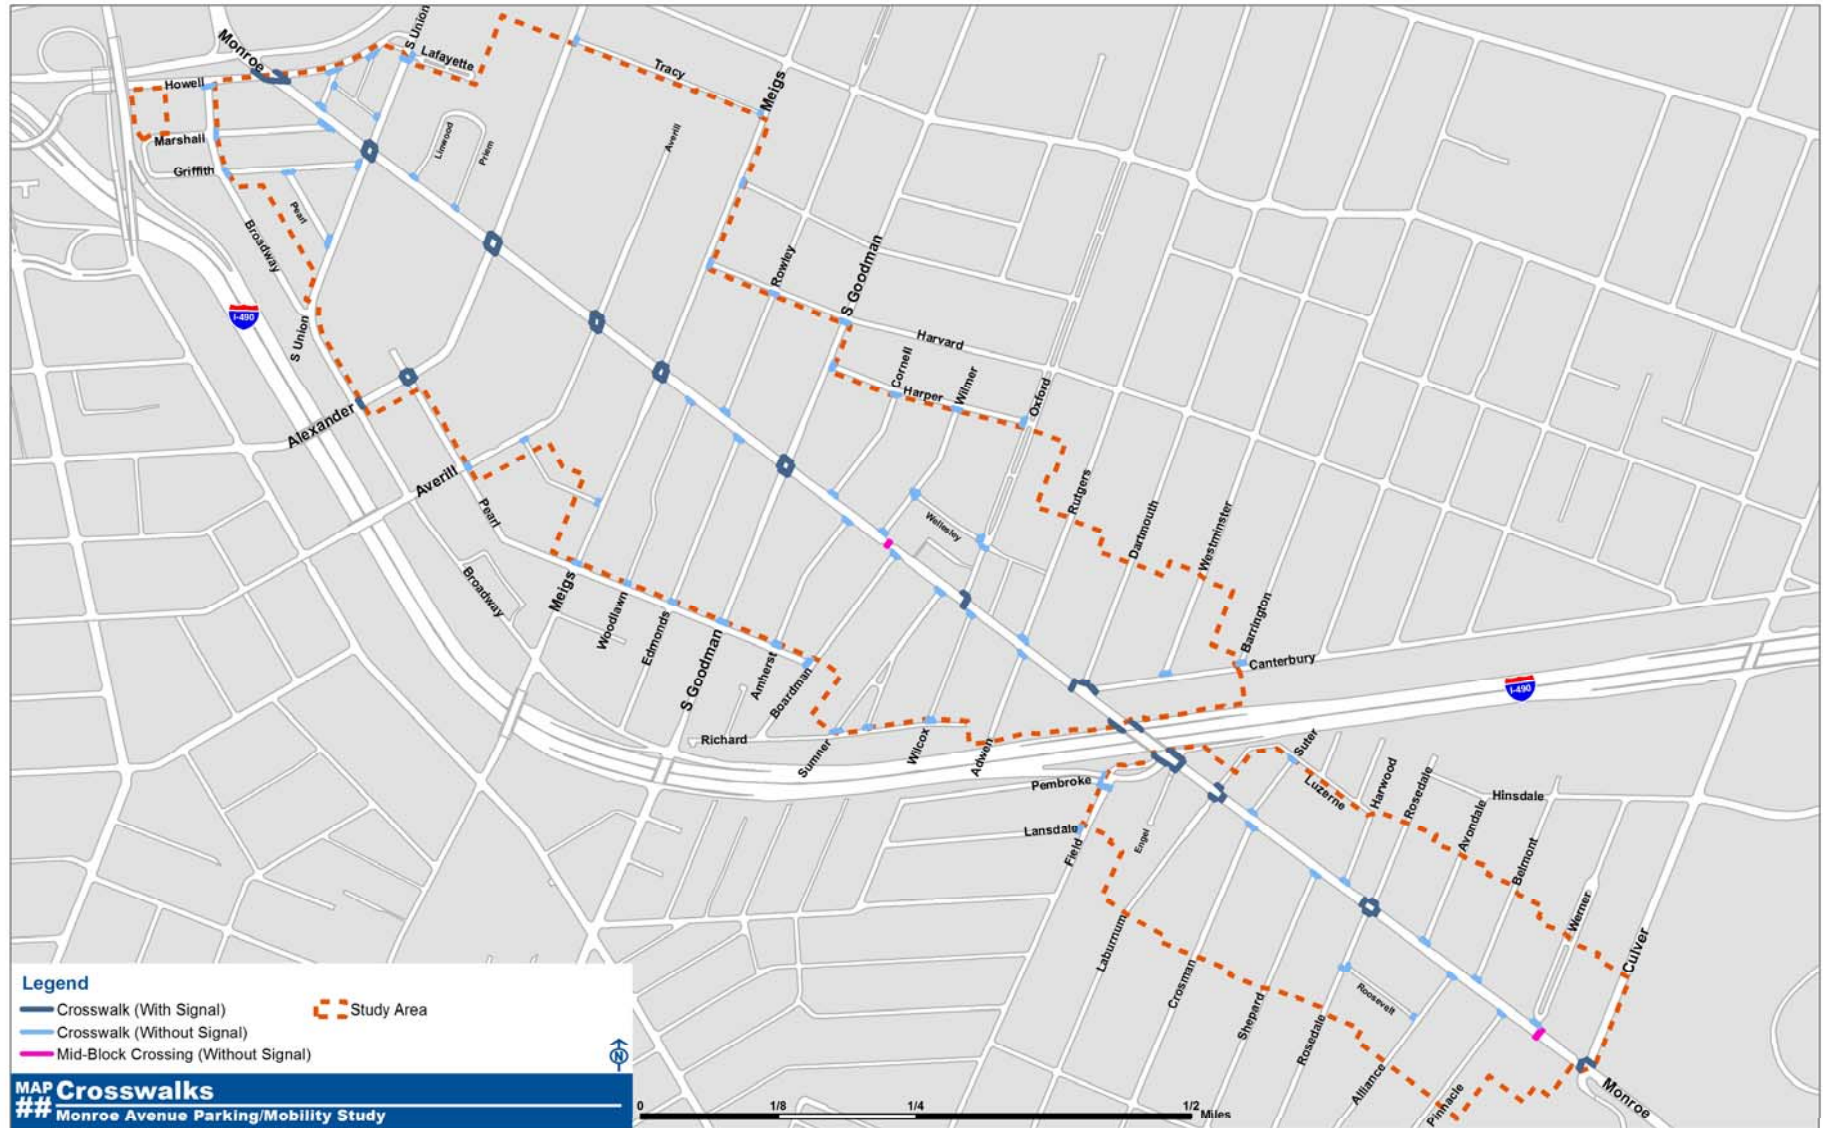 S Union
Monroe
Lafayette
Tracy
Howell
Meigs
Marshall
Linwood
Priem
Averill
Griffith
Pearl
Broadway
Rowley
S Goodman
I-490
S Union
Harvard
Cornell
Harper
Wilmer
Oxford
Alexander
Averill
Pearl
Rutgers
Dartmouth
Westminster
Wellesley
Broadway
Meigs
Woodlawn
Edmonds
S Goodman
Amherst
Boardman
Barrington
Canterbury
I-490
Richard
Sumner
Wilcox
Adwen
Pembroke
Suter
Luzerne
Harwood
Rosedale
Hinsdale
Lansdale
Field
Engel
Avondale
Belmont
Werner
Culver
Laburnum
Crosman
Shepard
Rosedale
Roosevelt
Alliance
Pinnacle
Monroe
Legend
Crosswalk (With Signal)
Study Area
Crosswalk (Without Signal)
Mid-Block Crossing (Without Signal)
N
MAP ## Crosswalks
Monroe Avenue Parking/Mobility Study
0 1/8 1/4 1/2
Miles